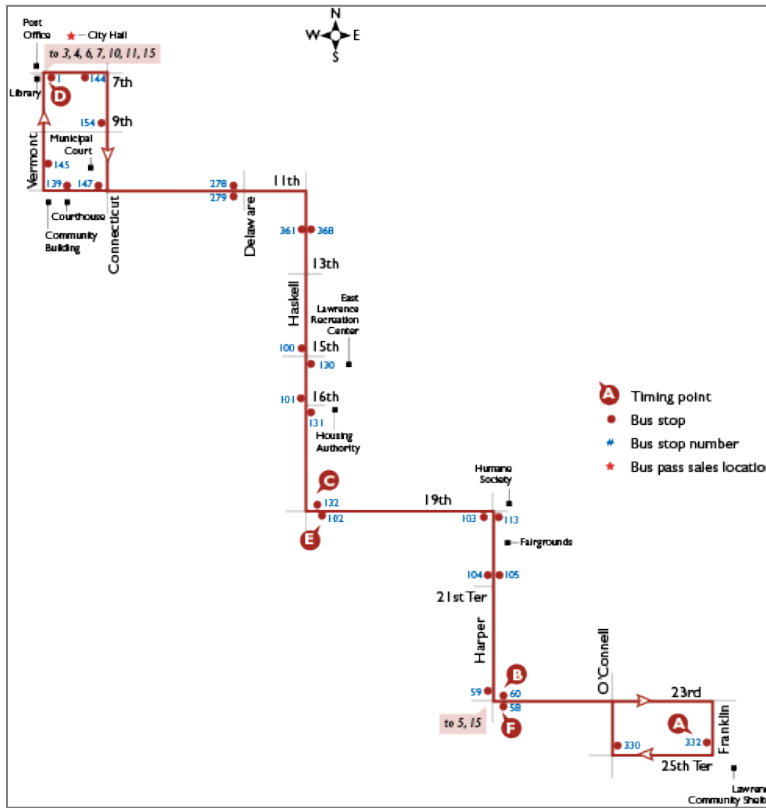 N
W E
S
Post
Office
City Hall
to 3, 4, 6, 7, 10, 11, 15
1
144
7th
Library
D
154
9th
Municipal
Court
Vermont
145
139
147
Courthouse
Community
Building
Connecticut
278
279
Delaware
11th
361
368
13th
Haskell
East
Lawrence
Recreation
Center
100
15th
130
101
16th
131
Housing
Authority
A Timing point
Bus stop
# Bus stop number
Bus pass sales location
C
132
102
E
19th
Humane
Society
103
113
Fairgrounds
104
105
21st Ter
Harper
O'Connell
B
59
60
58
F
to 5, 15
23rd
A
332
330
Franklin
25th Ter
Lawrence
Community Shelte